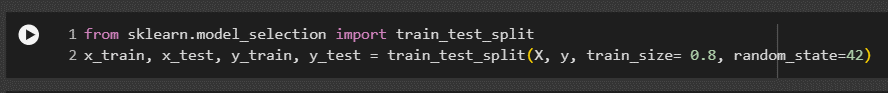 1 from sklearn.model_selection import train_test_split
2 x_train, x_test, y_train, y_test = train_test_split(X, y, train_size= 0.8, random_state=42)